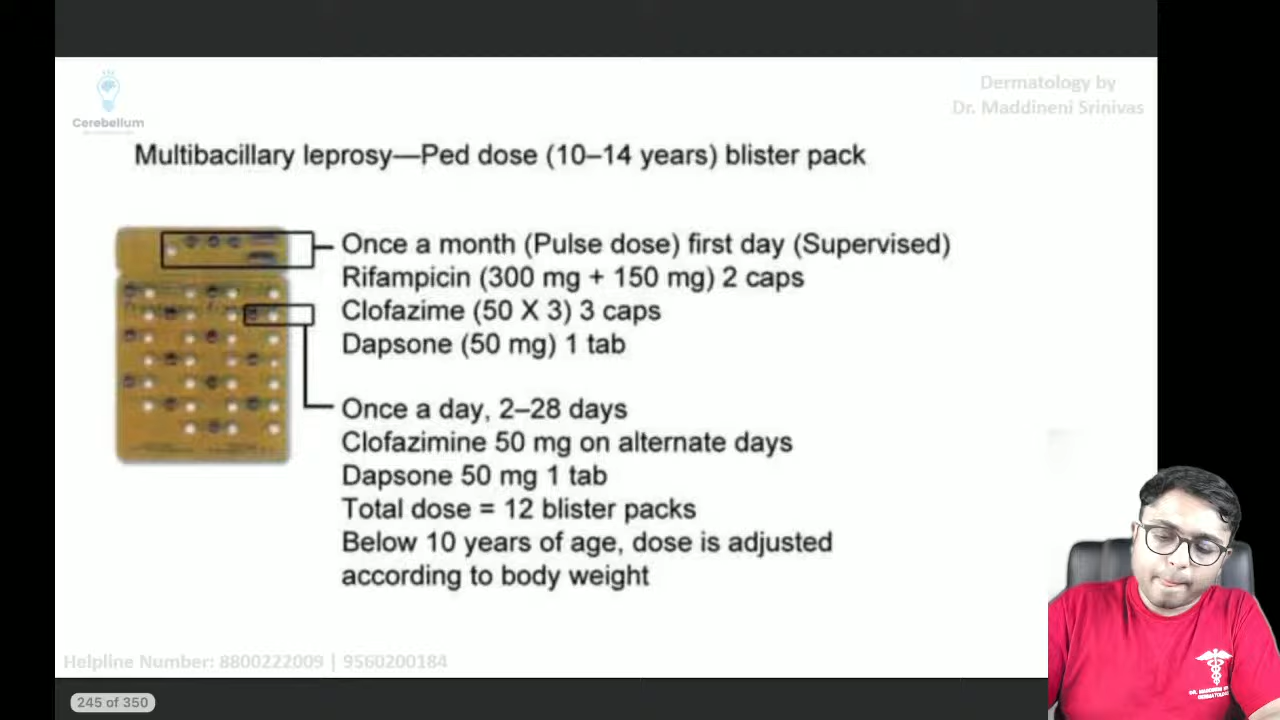 Cerebellum
Dermatology by
Dr. Maddineni Srinivas
Multibacillary leprosy—Ped dose (10–14 years) blister pack
Once a month (Pulse dose) first day (Supervised)
Rifampicin (300 mg + 150 mg) 2 caps
Clofazime (50 X 3) 3 caps
Dapsone (50 mg) 1 tab
Once a day, 2–28 days
Clofazimine 50 mg on alternate days
Dapsone 50 mg 1 tab
Total dose = 12 blister packs
Below 10 years of age, dose is adjusted
according to body weight
Helpline Number: 8800222009 | 9560200184
245 of 350